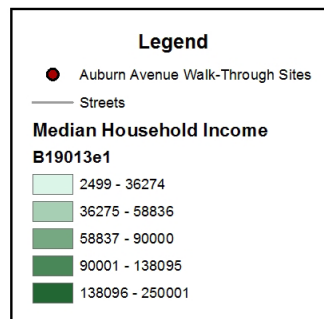 Legend
Auburn Avenue Walk-Through Sites
Streets
Median Household Income
B19013e1
2499 - 36274
36275 - 58836
58837 - 90000
90001 - 138095
138096 - 250001